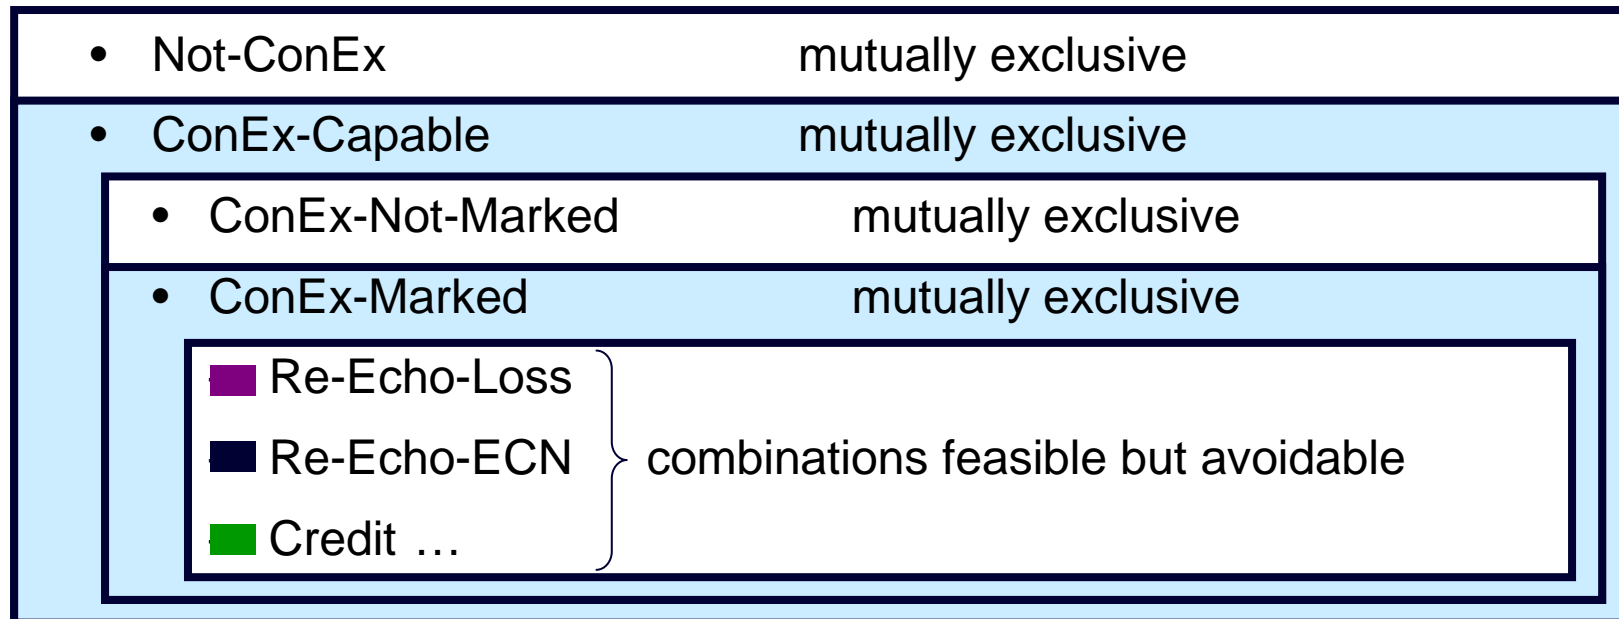 • Not-ConEx mutually exclusive
• ConEx-Capable mutually exclusive
• ConEx-Not-Marked mutually exclusive
• ConEx-Marked mutually exclusive
Re-Echo-Loss
Re-Echo-ECN combinations feasible but avoidable
Credit …